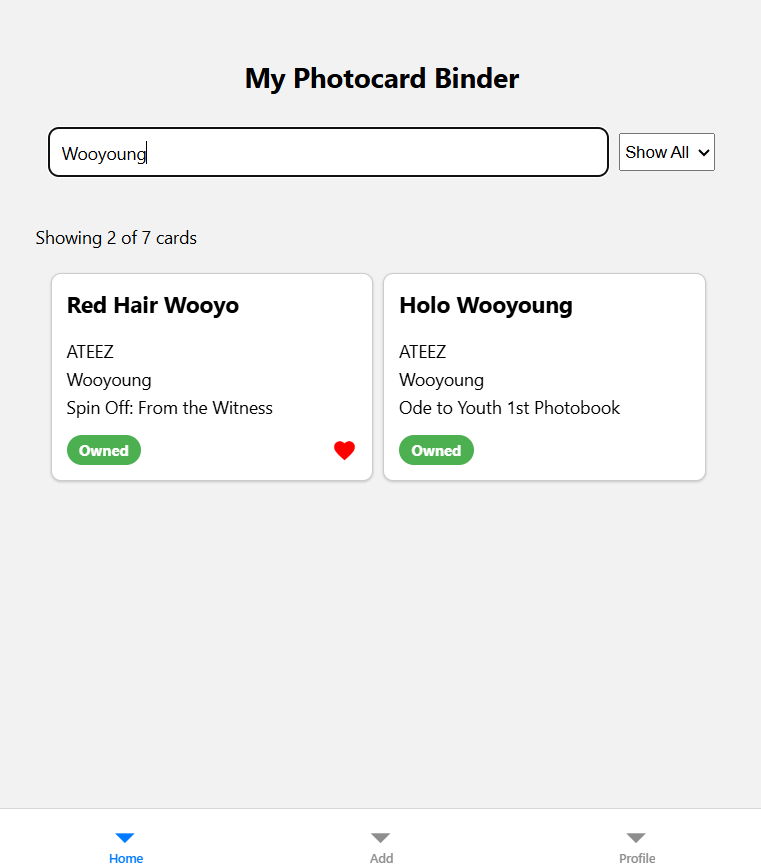 My Photocard Binder
Wooyoung
Show All
Showing 2 of 7 cards
Red Hair Wooyo
ATEEZ
Wooyoung
Spin Off: From the Witness
Owned
Holo Wooyoung
ATEEZ
Wooyoung
Ode to Youth 1st Photobook
Owned
Home
Add
Profile